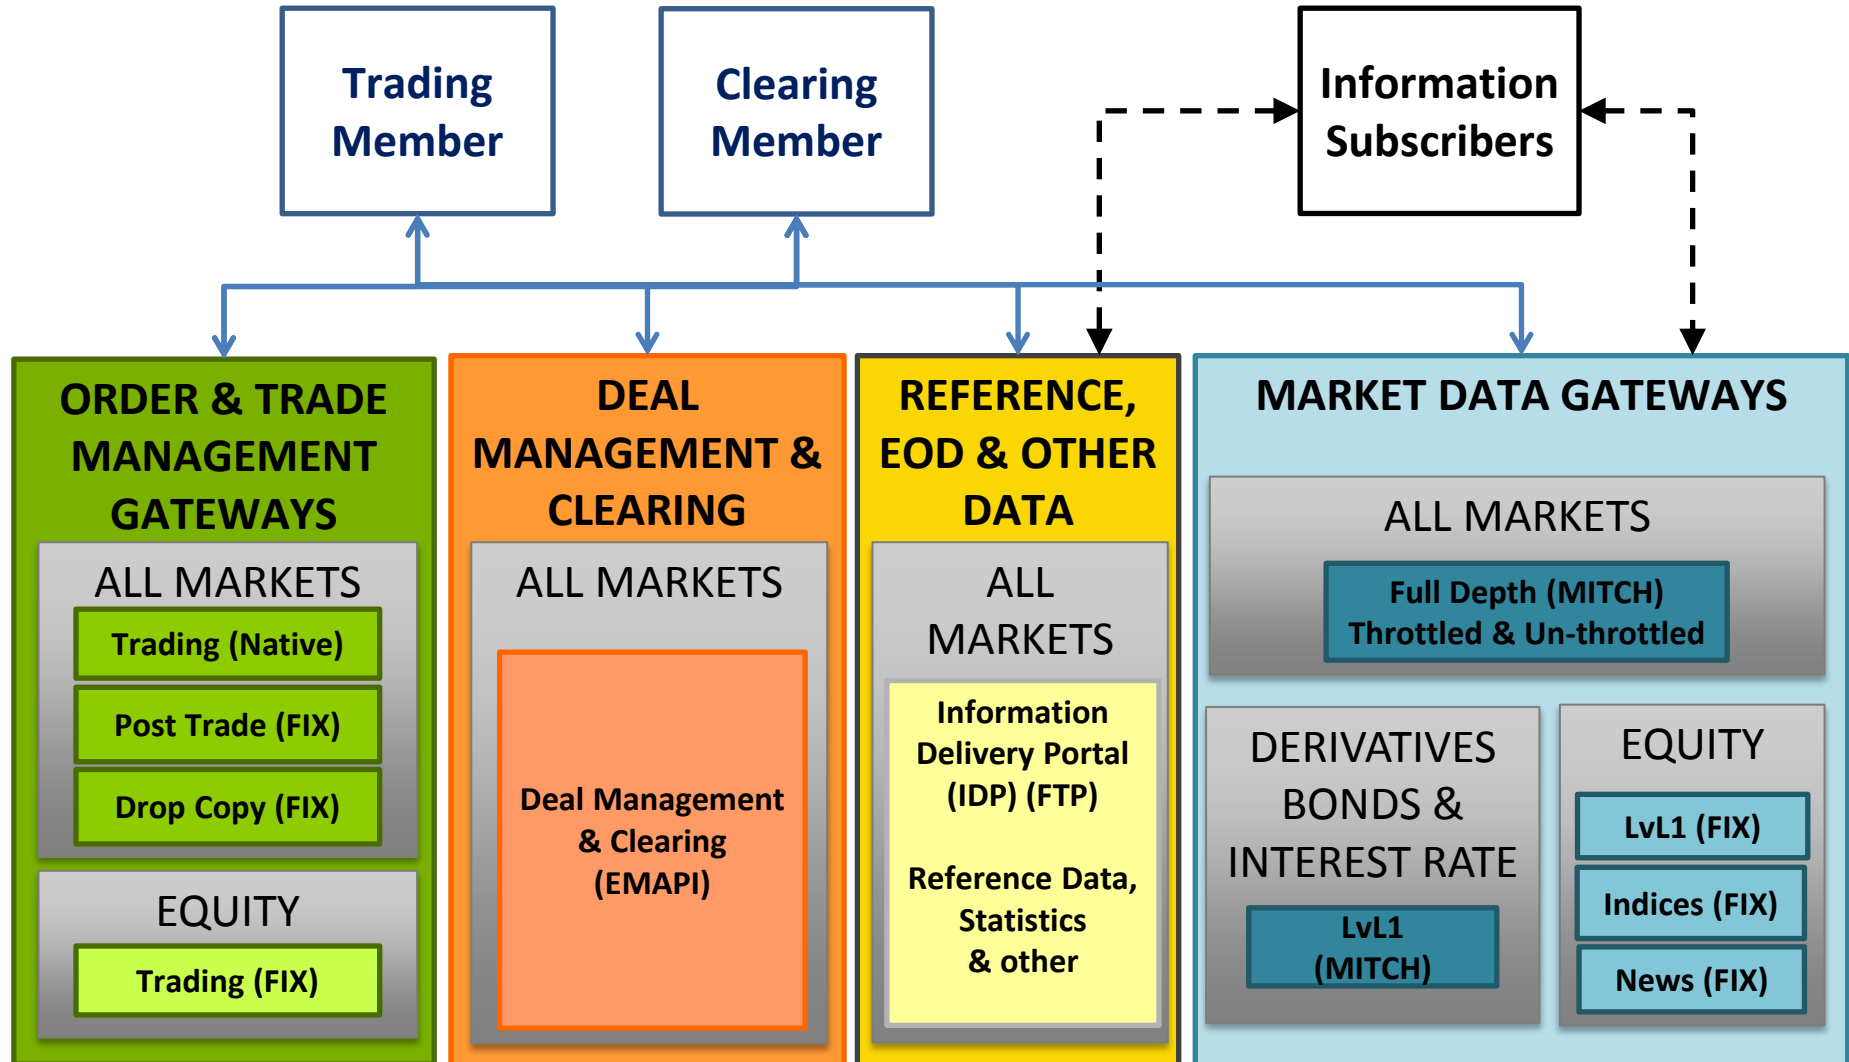 Trading
Member
Clearing
Member
Information
Subscribers
ORDER & TRADE
MANAGEMENT
GATEWAYS
ALL MARKETS
Trading (Native)
Post Trade (FIX)
Drop Copy (FIX)
EQUITY
Trading (FIX)
DEAL
MANAGEMENT &
CLEARING
ALL MARKETS
Deal Management
& Clearing
(EMAPI)
REFERENCE,
EOD & OTHER
DATA
ALL
MARKETS
Information
Delivery Portal
(IDP) (FTP)
Reference Data,
Statistics
& other
MARKET DATA GATEWAYS
ALL MARKETS
Full Depth (MITCH)
Throttled & Un-throttled
DERIVATIVES
BONDS &
INTEREST RATE
LvL1
(MITCH)
EQUITY
LvL1 (FIX)
Indices (FIX)
News (FIX)